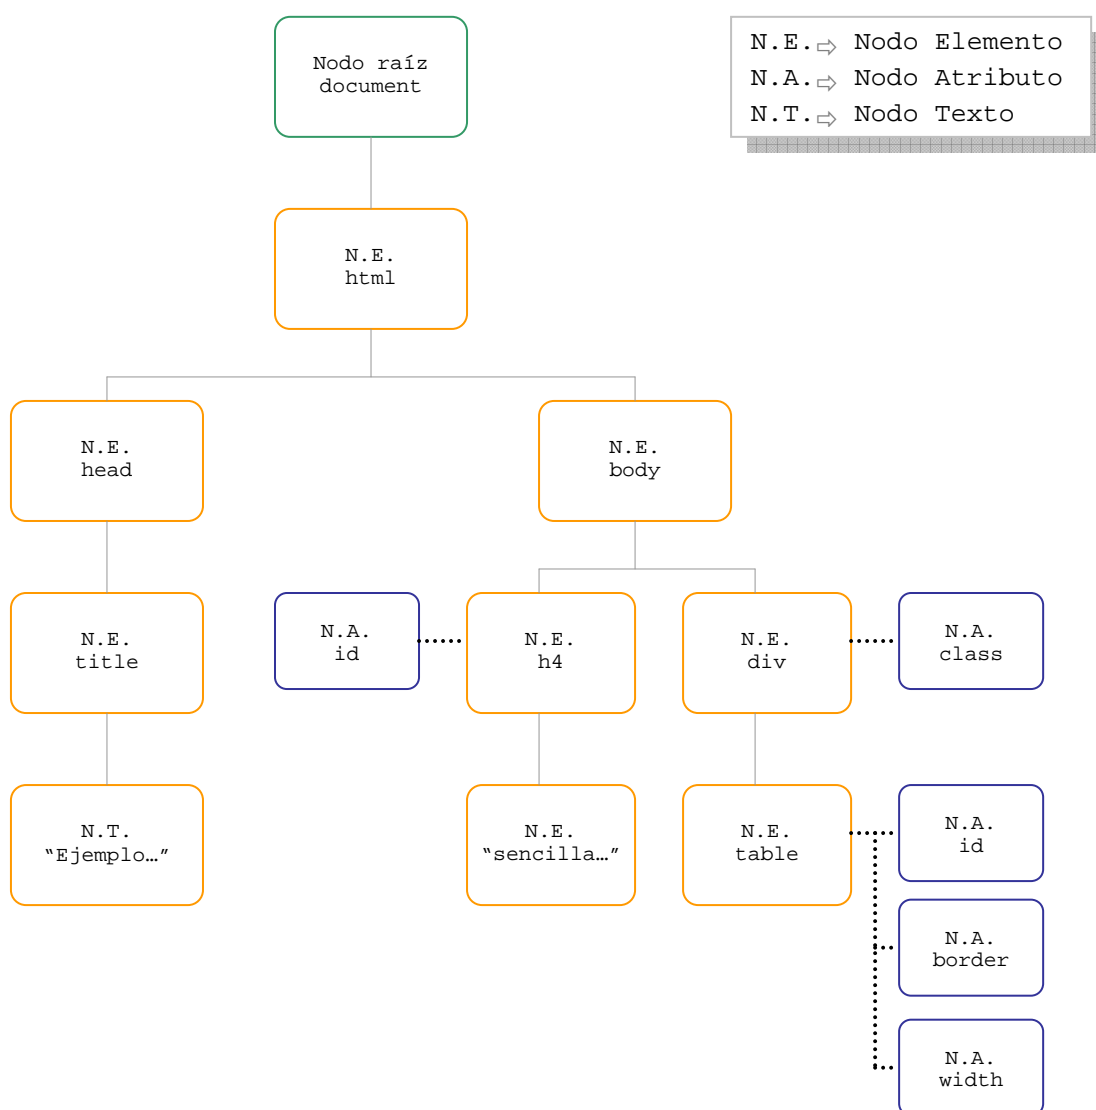 Nodo raíz
document
N.E.⇨ Nodo Elemento
N.A.⇨ Nodo Atributo
N.T.⇨ Nodo Texto
N.E.
html
N.E.
head
N.E.
body
N.E.
title
N.A.
id
N.E.
h4
N.E.
div
N.A.
class
N.T.
“Ejemplo…”
N.E.
“sencilla…”
N.E.
table
N.A.
id
N.A.
border
N.A.
width